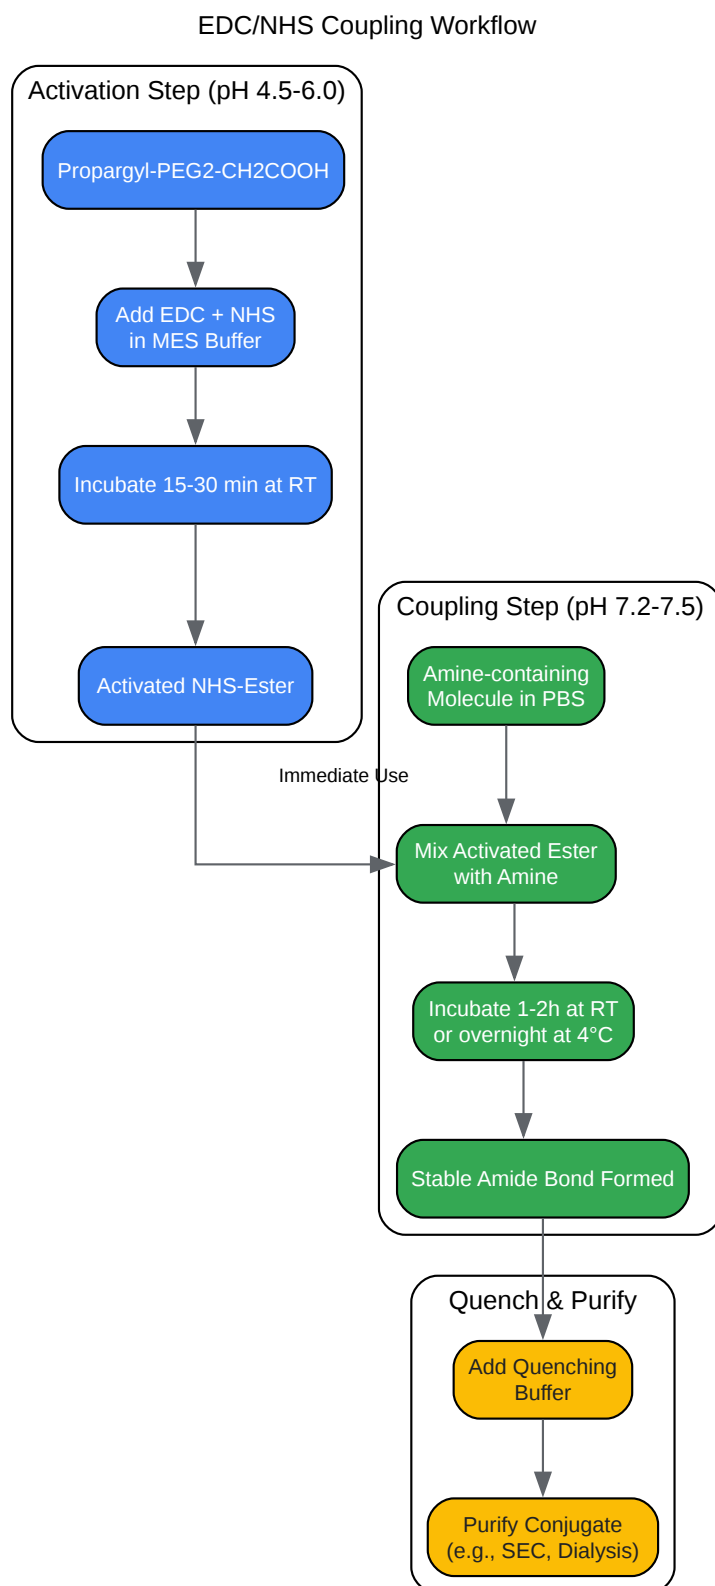 EDC/NHS Coupling Workflow
Activation Step (pH 4.5-6.0)
Propargyl-PEG2-CH2COOH
Add EDC + NHS
in MES Buffer
Incubate 15-30 min at RT
Activated NHS-Ester
Immediate Use
Coupling Step (pH 7.2-7.5)
Amine-containing
Molecule in PBS
Mix Activated Ester
with Amine
Incubate 1-2h at RT
or overnight at 4°C
Stable Amide Bond Formed
Quench & Purify
Add Quenching
Buffer
Purify Conjugate
(e.g., SEC, Dialysis)